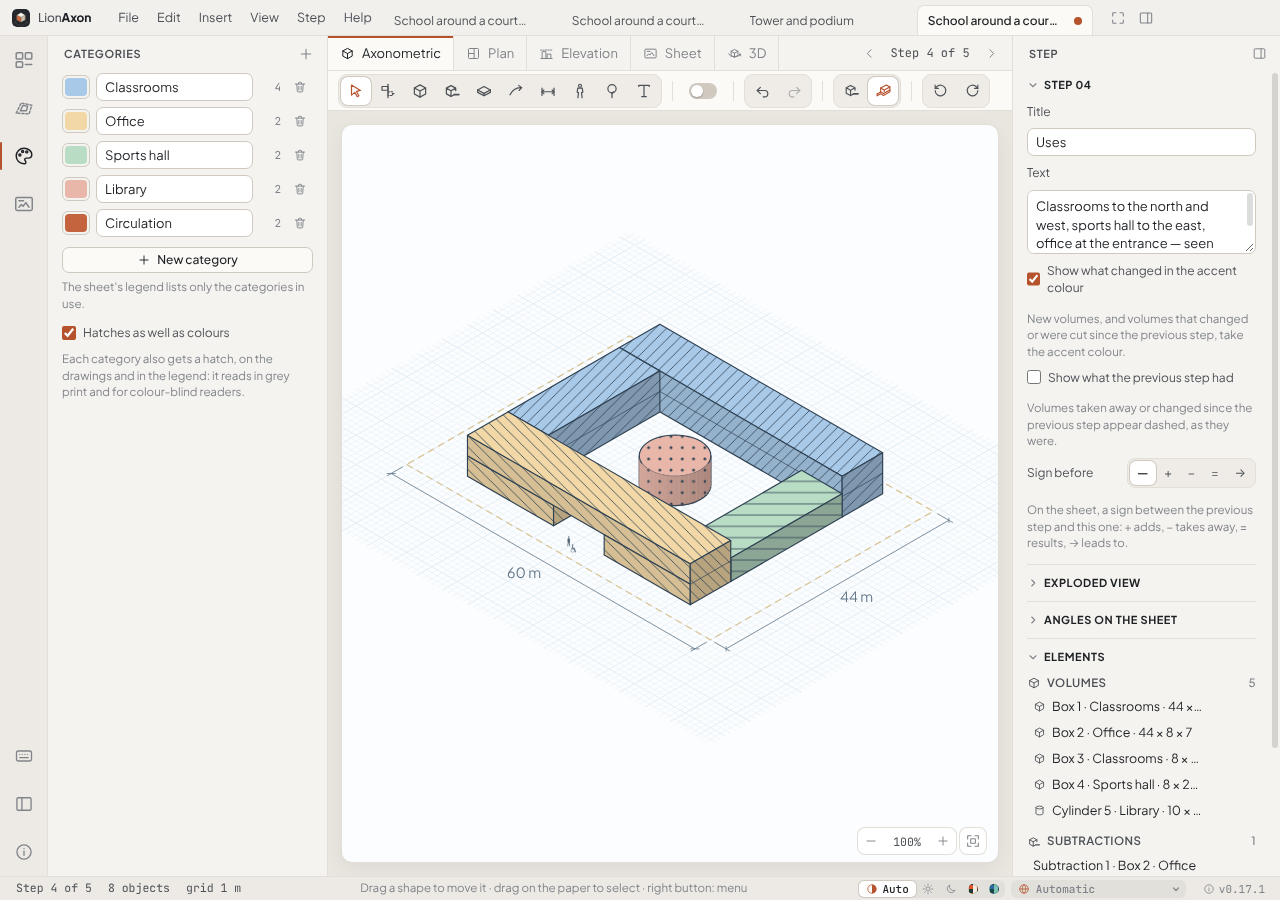 LionAxon
File Edit Insert View Step Help
School around a court…
School around a court…
Tower and podium
School around a cour…
CATEGORIES
Classrooms 4
Office 2
Sports hall 2
Library 2
Circulation 2
New category
The sheet's legend lists only the categories in
use.
Hatches as well as colours
Each category also gets a hatch, on the
drawings and in the legend: it reads in grey
print and for colour-blind readers.
Axonometric
Plan
Elevation
Sheet
3D
Step 4 of 5
60 m
44 m
100%
STEP
STEP 04
Title
Uses
Text
Classrooms to the north and
west, sports hall to the east,
office at the entrance — seen
Show what changed in the accent
colour
New volumes, and volumes that changed
or were cut since the previous step, take
the accent colour.
Show what the previous step had
Volumes taken away or changed since the
previous step appear dashed, as they
were.
Sign before — + − = →
On the sheet, a sign between the previous
step and this one: + adds, − takes away, =
results, → leads to.
EXPLODED VIEW
ANGLES ON THE SHEET
ELEMENTS
VOLUMES 5
Box 1 · Classrooms · 44 ×…
Box 2 · Office · 44 × 8 × 7
Box 3 · Classrooms · 8 × …
Box 4 · Sports hall · 8 × 2…
Cylinder 5 · Library · 10 × …
SUBTRACTIONS 1
Subtraction 1 · Box 2 · Office
Step 4 of 5 8 objects grid 1 m
Drag a shape to move it · drag on the paper to select · right button: menu
Auto
Automatic
v0.17.1